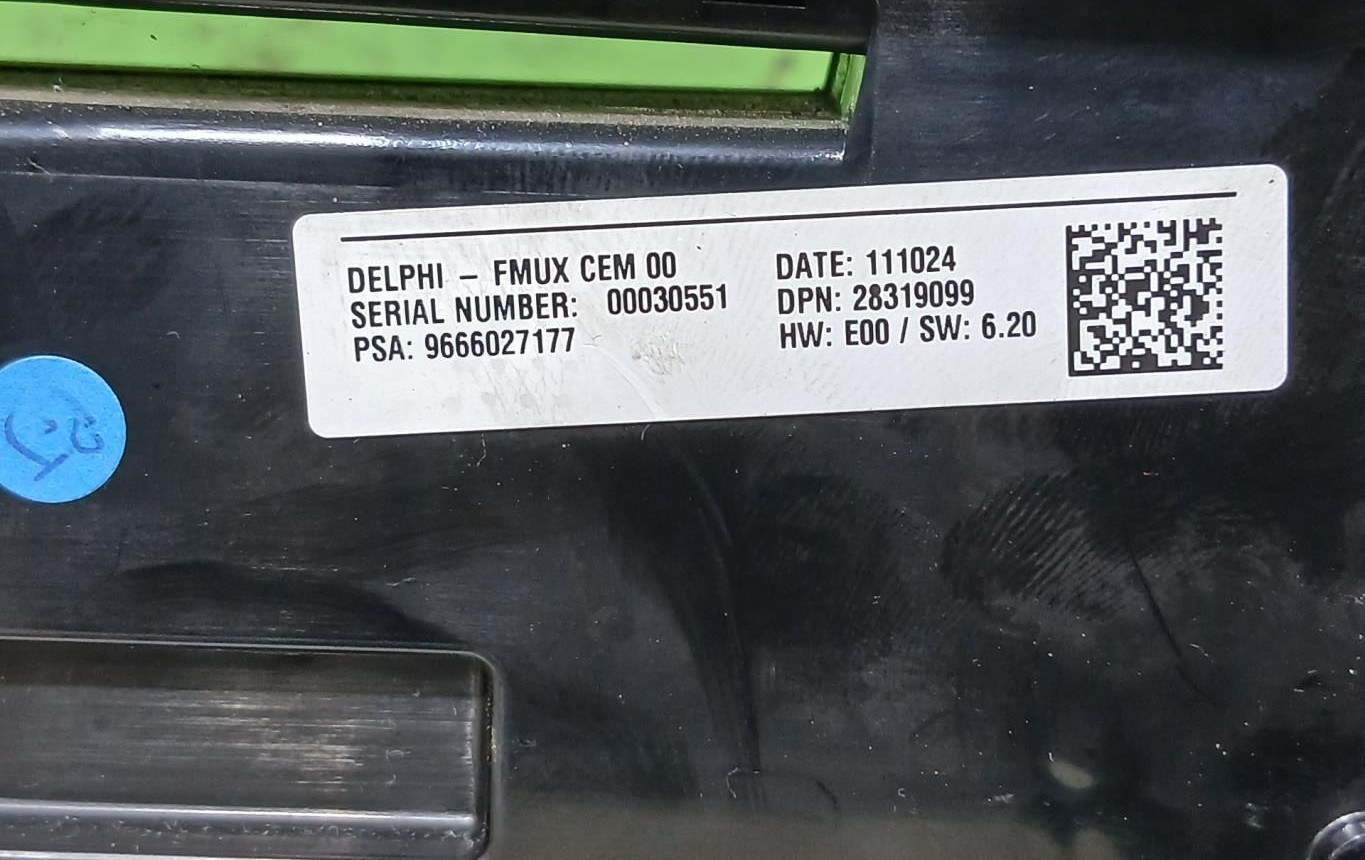 DELPHI – FMUX CEM 00
SERIAL NUMBER: 00030551
PSA: 9666027177
DATE: 111024
DPN: 28319099
HW: E00 / SW: 6.20